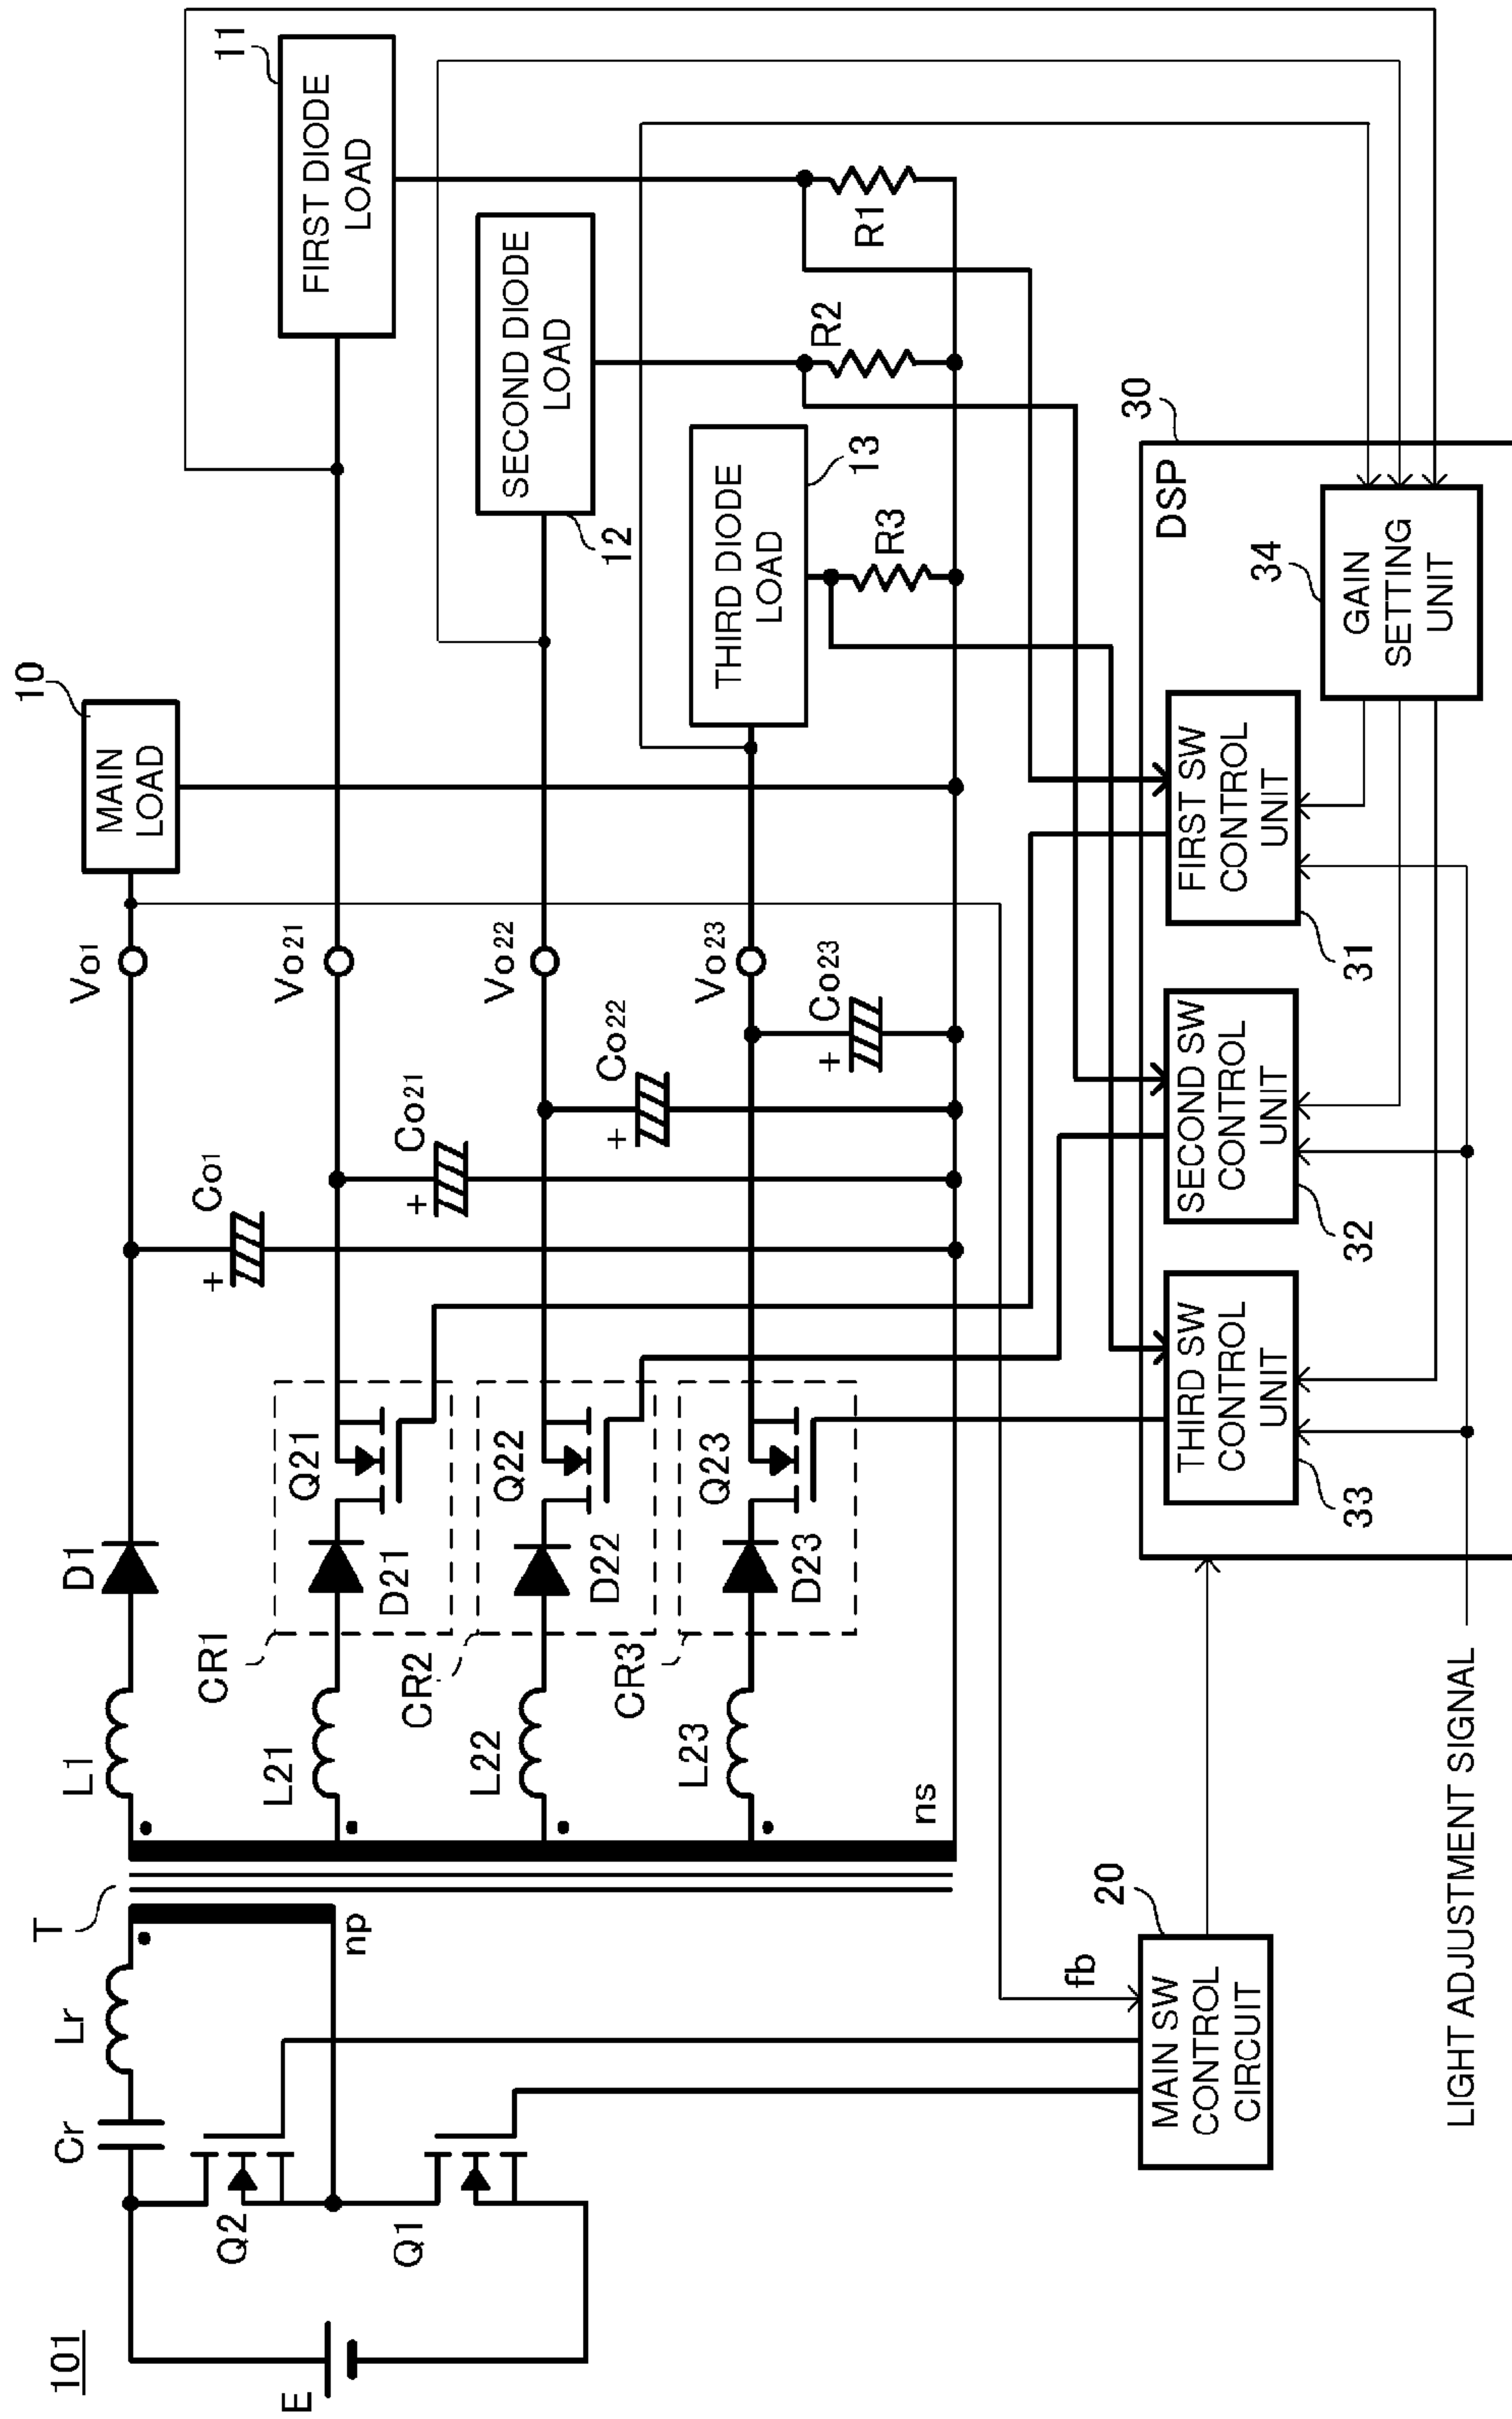 101
E
Cr
Lr
T
Q2
Q1
np
ns
L1
D1
Co1
+
Vo1
10
MAIN
LOAD
L21
CR1
D21
Q21
Co21
+
Vo21
11
FIRST DIODE
LOAD
L22
CR2
D22
Q22
Co22
+
Vo22
12
SECOND DIODE
LOAD
L23
CR3
D23
Q23
Co23
+
Vo23
13
THIRD DIODE
LOAD
R3
R2
R1
fb
20
MAIN SW
CONTROL
CIRCUIT
30
DSP
THIRD SW
CONTROL
UNIT
33
SECOND SW
CONTROL
UNIT
32
FIRST SW
CONTROL
UNIT
31
34
GAIN
SETTING
UNIT
LIGHT ADJUSTMENT SIGNAL